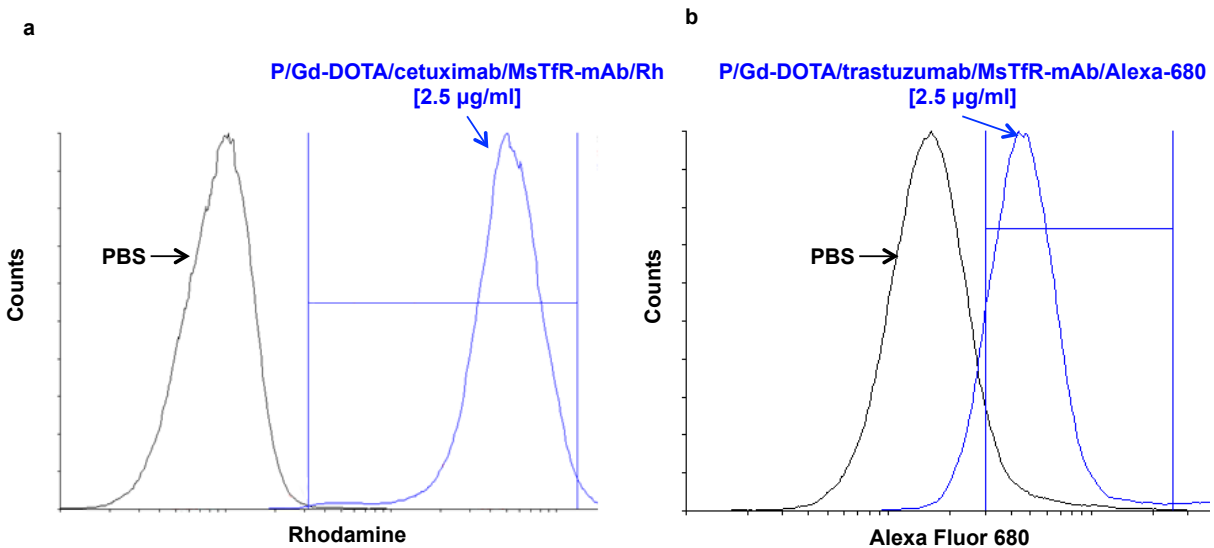 a
P/Gd-DOTA/cetuximab/MsTfR-mAb/Rh
[2.5 µg/ml]
PBS
Counts
Rhodamine
b
P/Gd-DOTA/trastuzumab/MsTfR-mAb/Alexa-680
[2.5 µg/ml]
PBS
Counts
Alexa Fluor 680